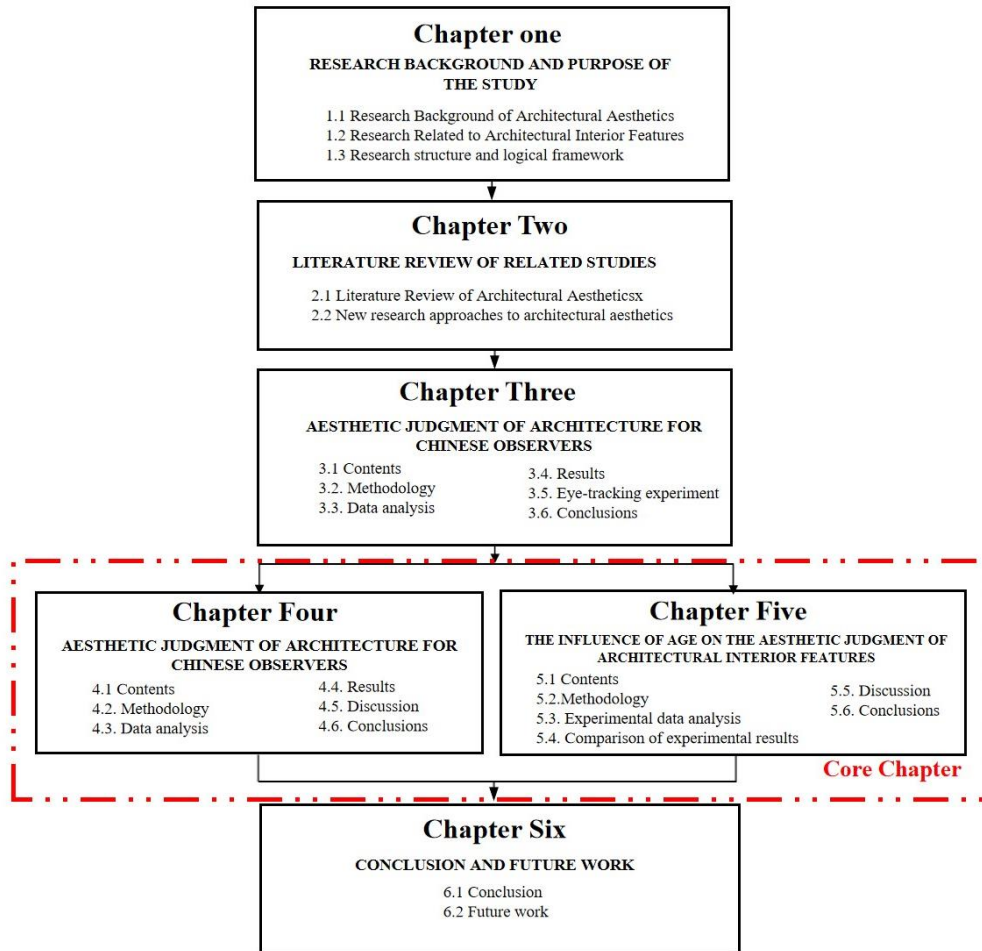 Chapter one
RESEARCH BACKGROUND AND PURPOSE OF
THE STUDY
1.1 Research Background of Architectural Aesthetics
1.2 Research Related to Architectural Interior Features
1.3 Research structure and logical framework
Chapter Two
LITERATURE REVIEW OF RELATED STUDIES
2.1 Literature Review of Architectural Aestheticsx
2.2 New research approaches to architectural aesthetics
Chapter Three
AESTHETIC JUDGMENT OF ARCHITECTURE FOR
CHINESE OBSERVERS
3.1 Contents
3.2. Methodology
3.3. Data analysis
3.4. Results
3.5. Eye-tracking experiment
3.6. Conclusions
Chapter Four
AESTHETIC JUDGMENT OF ARCHITECTURE FOR
CHINESE OBSERVERS
4.1 Contents
4.2. Methodology
4.3. Data analysis
4.4. Results
4.5. Discussion
4.6. Conclusions
Chapter Five
THE INFLUENCE OF AGE ON THE AESTHETIC JUDGMENT OF
ARCHITECTURAL INTERIOR FEATURES
5.1 Contents
5.2.Methodology
5.3. Experimental data analysis
5.4. Comparison of experimental results
5.5. Discussion
5.6. Conclusions
Core Chapter
Chapter Six
CONCLUSION AND FUTURE WORK
6.1 Conclusion
6.2 Future work